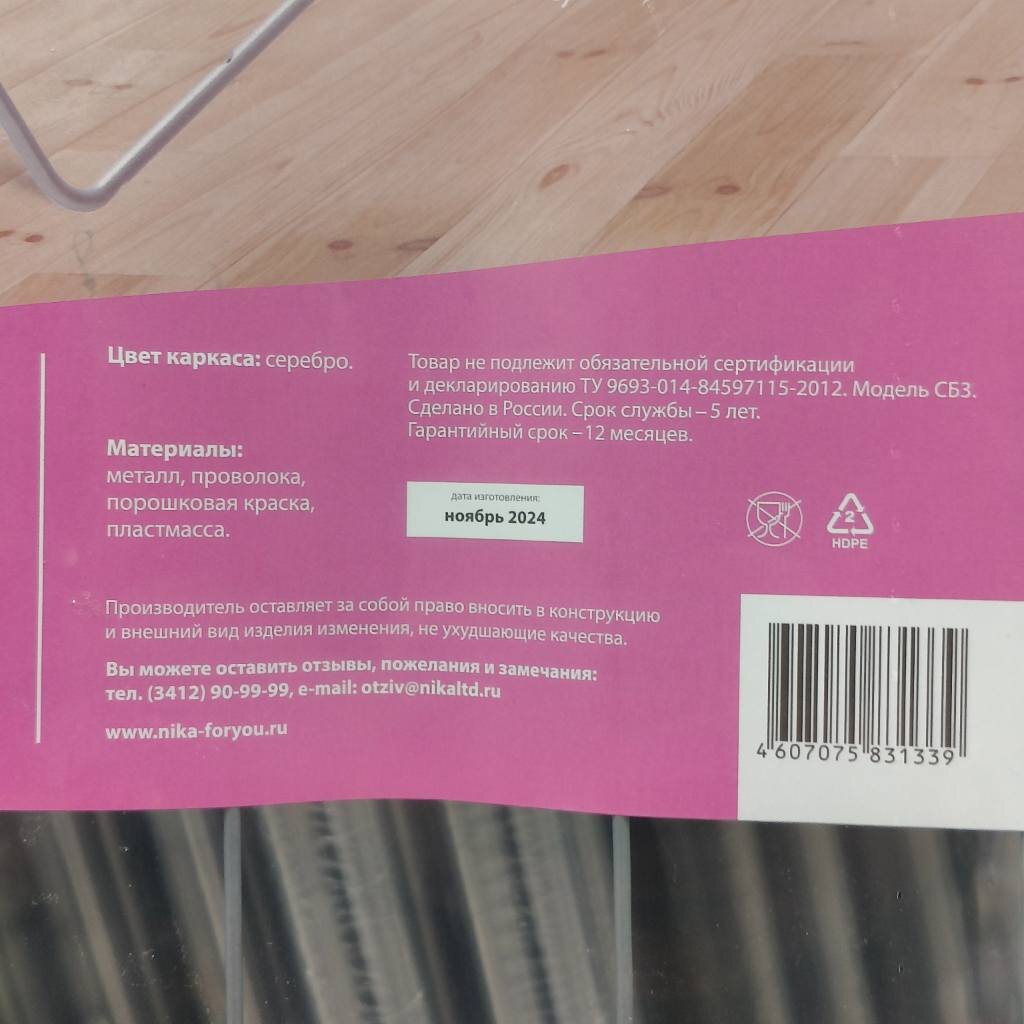 Цвет каркаса: серебро.
Материалы:
металл, проволока,
порошковая краска,
пластмасса.
Товар не подлежит обязательной сертификации
и декларированию ТУ 9693-014-84597115-2012. Модель СБ3.
Сделано в России. Срок службы – 5 лет.
Гарантийный срок – 12 месяцев.
дата изготовления:
ноябрь 2024
2
HDPE
Производитель оставляет за собой право вносить в конструкцию
и внешний вид изделия изменения, не ухудшающие качества.
Вы можете оставить отзывы, пожелания и замечания:
тел. (3412) 90-99-99, e-mail: otziv@nikaltd.ru
www.nika-foryou.ru
4 607075 831339